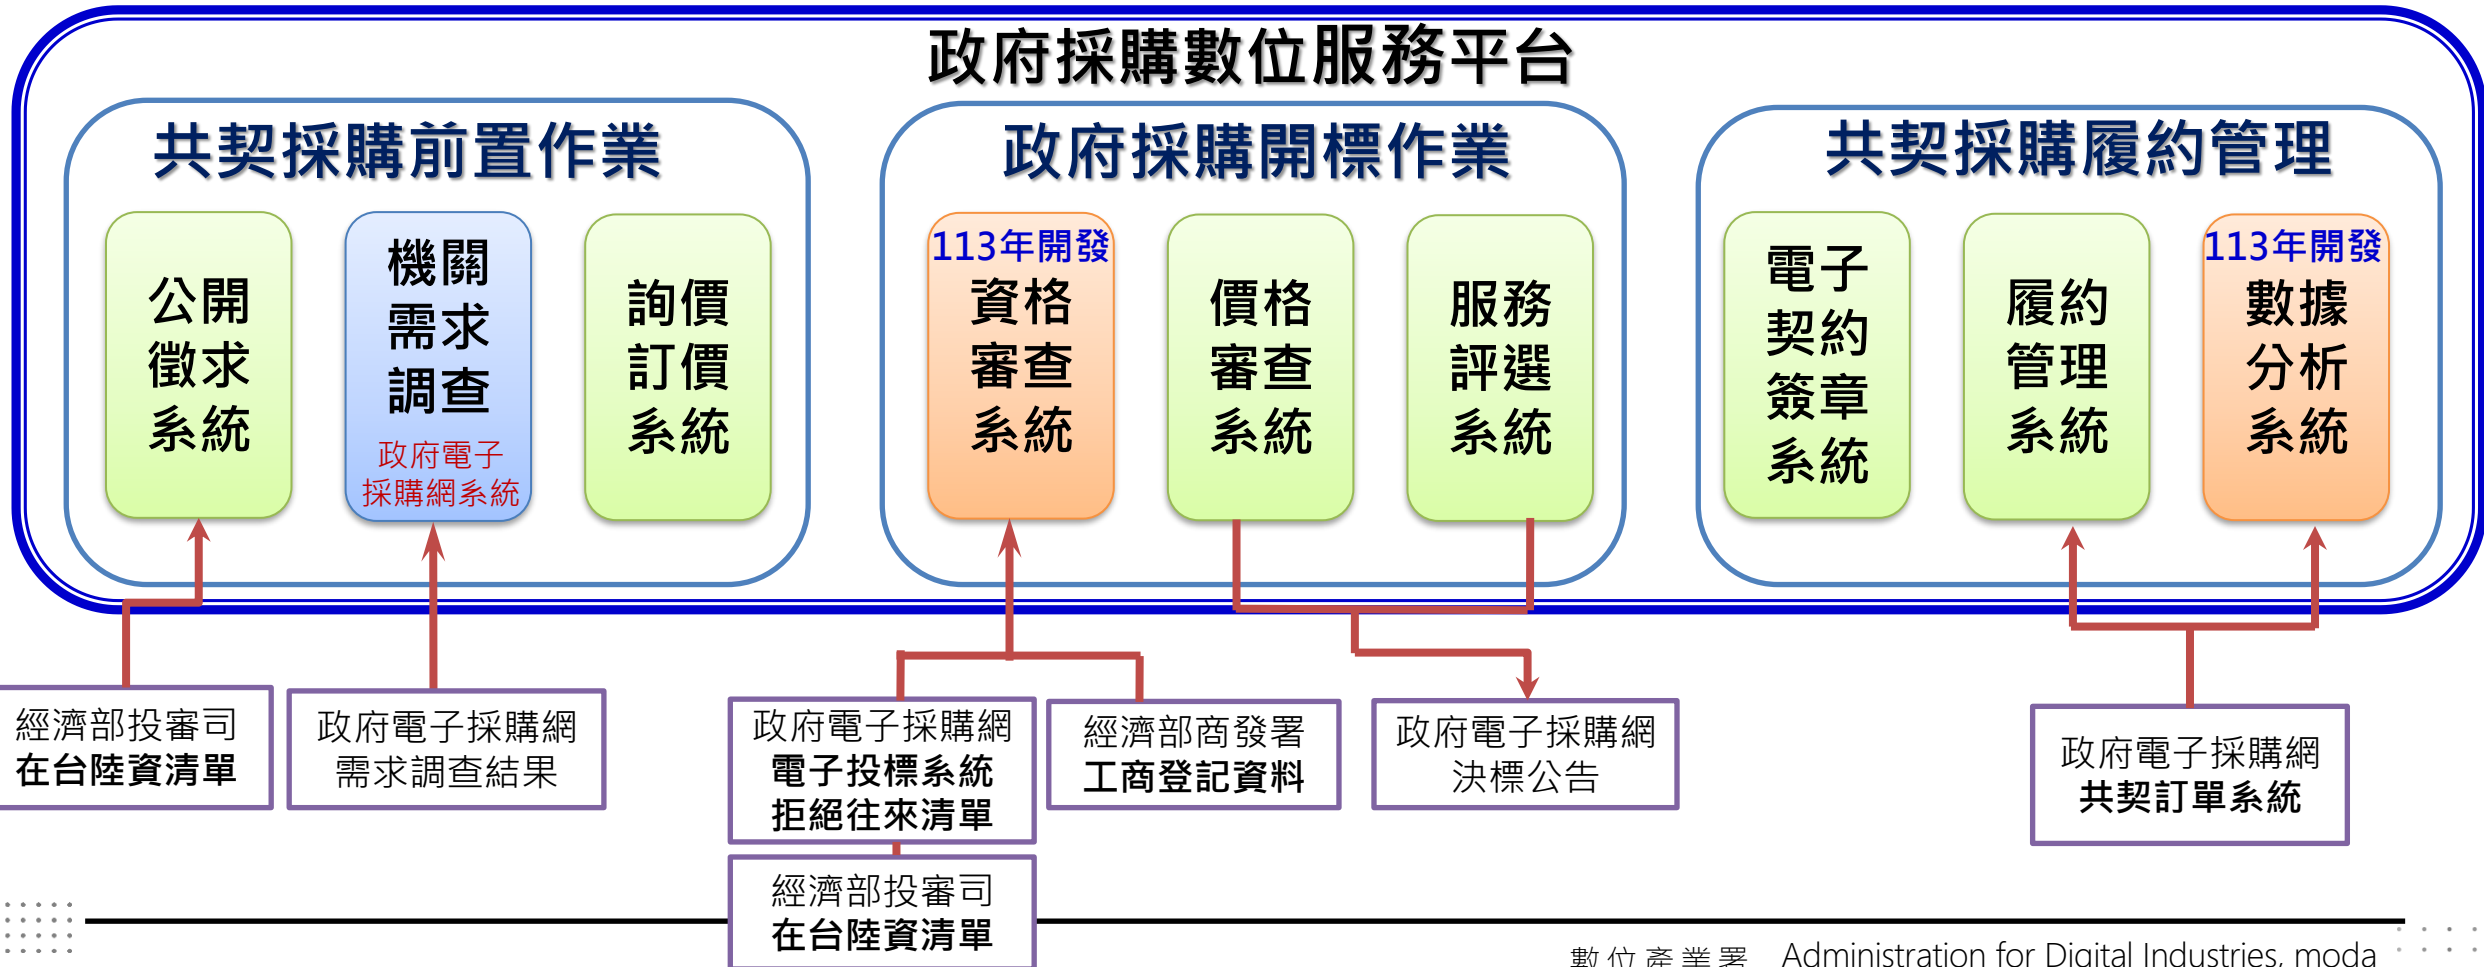 政府採購數位服務平台
共契採購前置作業
公開
徵求
系統
機關
需求
調查
政府電子
採購網系統
詢價
訂價
系統
政府採購開標作業
113年開發
資格
審查
系統
價格
審查
系統
服務
評選
系統
共契採購履約管理
電子
契約
簽章
系統
履約
管理
系統
113年開發
數據
分析
系統
經濟部投審司
在台陸資清單
政府電子採購網
需求調查結果
政府電子採購網
電子投標系統
拒絕往來清單
經濟部商發署
工商登記資料
政府電子採購網
決標公告
政府電子採購網
共契訂單系統
經濟部投審司
在台陸資清單
數位產業署 Administration for Digital Industries, moda